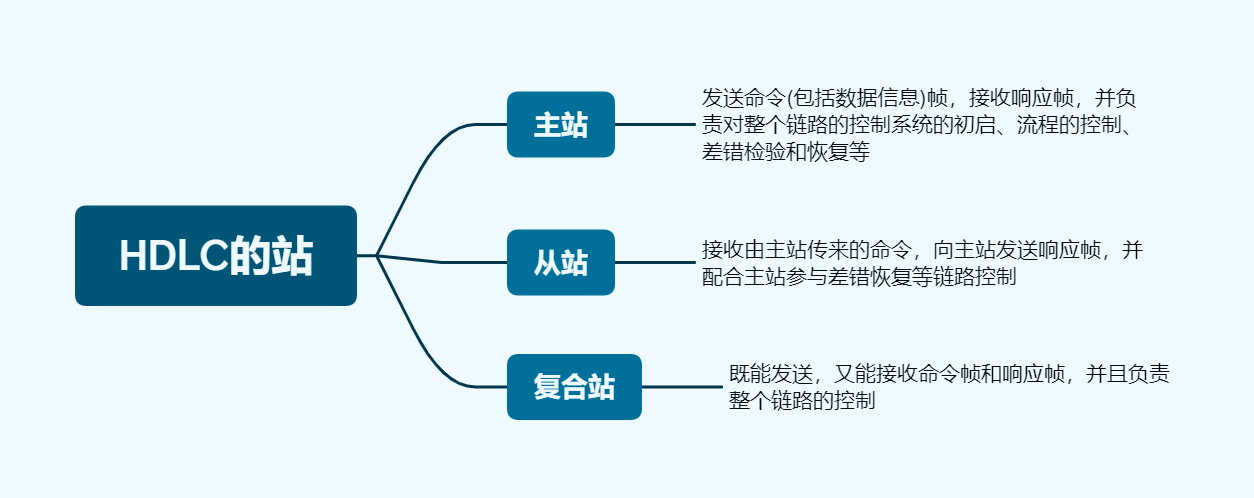 HDLC的站
主站
发送命令(包括数据信息)帧，接收响应帧，并负
责对整个链路的控制系统的初启、流程的控制、
差错检验和恢复等
从站
接收由主站传来的命令，向主站发送响应帧，并
配合主站参与差错恢复等链路控制
复合站
既能发送，又能接收命令帧和响应帧，并且负责
整个链路的控制